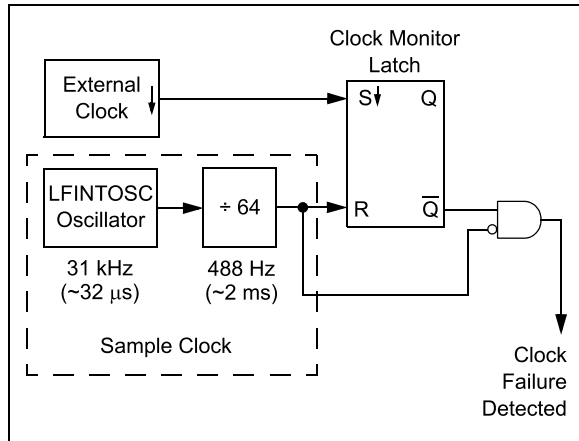 Clock Monitor
Latch
External
Clock
S
Q
LFINTOSC
Oscillator
÷ 64
R
Q̅
31 kHz
(~32 μs)
488 Hz
(~2 ms)
Sample Clock
Clock
Failure
Detected